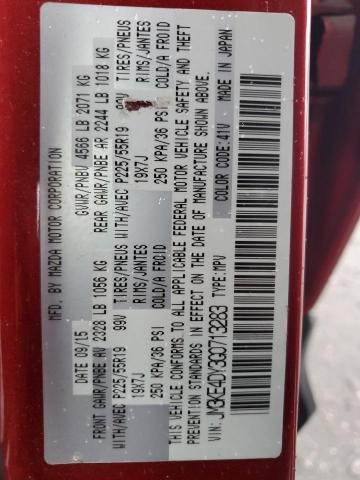 MFD. BY MAZDA MOTOR CORPORATION
DATE 09/15 GVWR/PNBV 4566 LB 2071 KG
FRONT GAWR/PNBE AV 2328 LB 1056 KG REAR GAWR/PNBE AR 2244 LB 1018 KG
WITH/AVEC P225/55R19 99V TIRES/PNEUS WITH/AVEC P225/55R19 99V TIRES/PNEUS
19X7J RIMS/JANTES 19X7J RIMS/JANTES
250 KPA/36 PSI COLD/A FROID 250 KPA/36 PSI COLD/A FROID
THIS VEHICLE CONFORMS TO ALL APPLICABLE FEDERAL MOTOR VEHICLE SAFETY AND THEFT
PREVENTION STANDARDS IN EFFECT ON THE DATE OF MANUFACTURE SHOWN ABOVE.
VIN: JM3KE4DY3G0713283 TYPE: MPV COLOR CODE: 41V MADE IN JAPAN